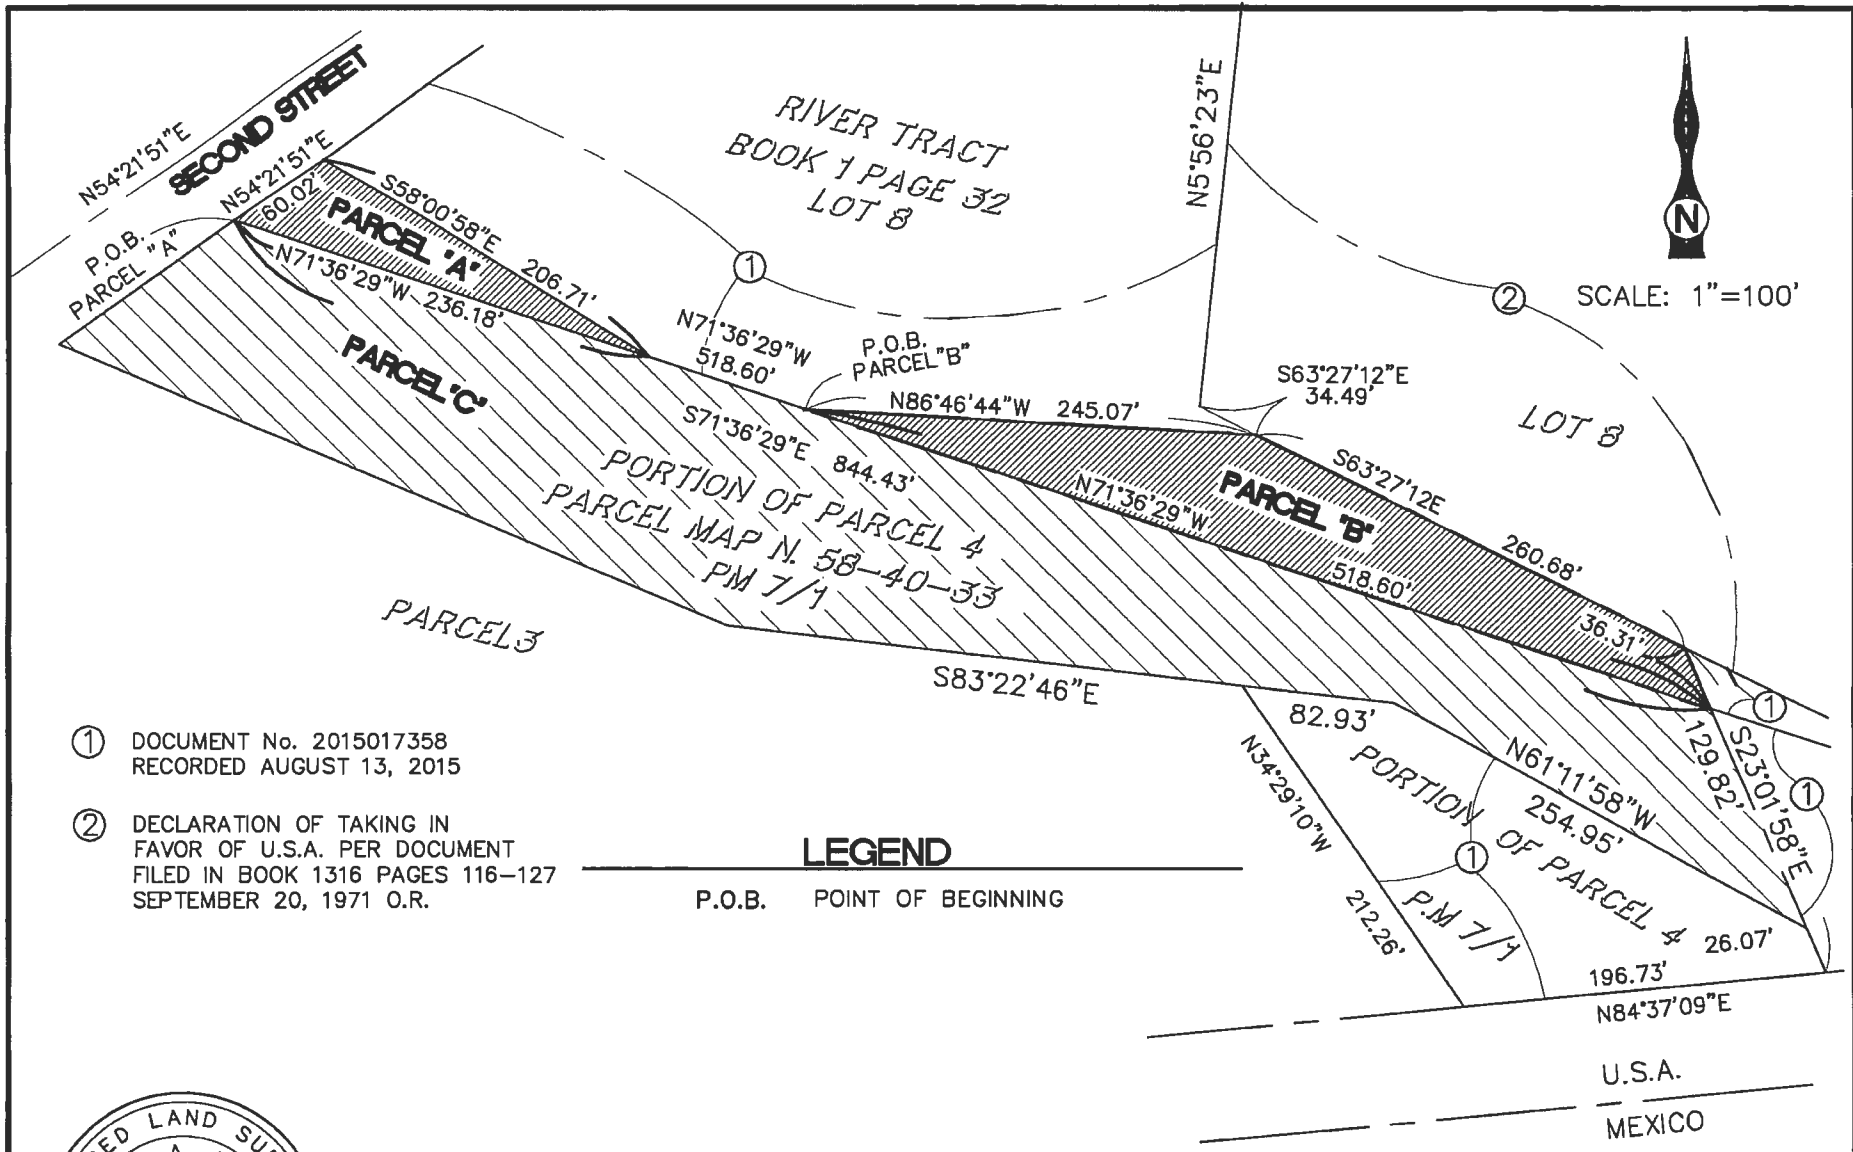 N54°21'51"E
SECOND STREET
N54°21'51"E
60.02'
P.O.B.
PARCEL "A"
S58°00'58"E
206.71'
PARCEL "A"
N71°36'29"W 236.18'
PARCEL "C"
RIVER TRACT
BOOK 1 PAGE 32
LOT 8
1
N5°56'23"E
N
SCALE: 1"=100'
2
N71°36'29"W
518.60'
P.O.B.
PARCEL"B"
S63°27'12"E
34.49'
LOT 8
N86°46'44"W 245.07'
S71°36'29"E 844.43'
S63°27'12E
260.68'
PARCEL "B"
N71°36'29"W
518.60'
36.31'
PORTION OF PARCEL 4
PARCEL MAP N. 58-40-33
PM 7/1
PARCEL3
S83°22'46"E
82.93'
1
S23°01'58"E
129.82'
1
N61°11'58"W
254.95'
N34°29'10"W
212.26'
PORTION OF PARCEL 4
P.M 7/1
1
26.07'
196.73'
N84°37'09"E
1 DOCUMENT No. 2015017358
RECORDED AUGUST 13, 2015
2 DECLARATION OF TAKING IN
FAVOR OF U.S.A. PER DOCUMENT
FILED IN BOOK 1316 PAGES 116-127
SEPTEMBER 20, 1971 O.R.
LEGEND
P.O.B. POINT OF BEGINNING
U.S.A.
MEXICO
LAND